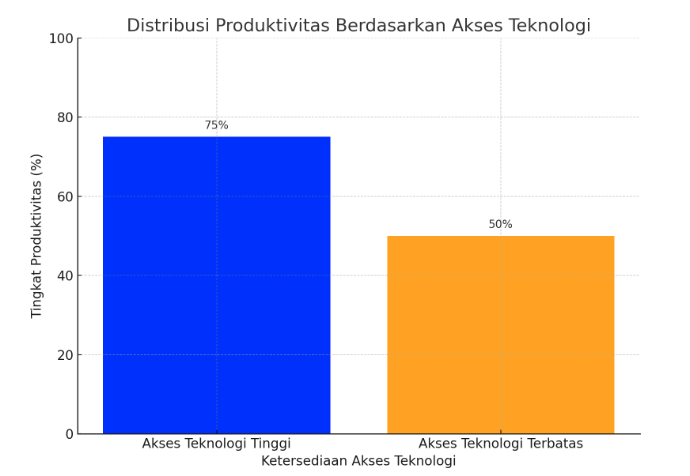 Distribusi Produktivitas Berdasarkan Akses Teknologi
Tingkat Produktivitas (%)
100
80
60
40
20
0
75%
50%
Akses Teknologi Tinggi
Akses Teknologi Terbatas
Ketersediaan Akses Teknologi